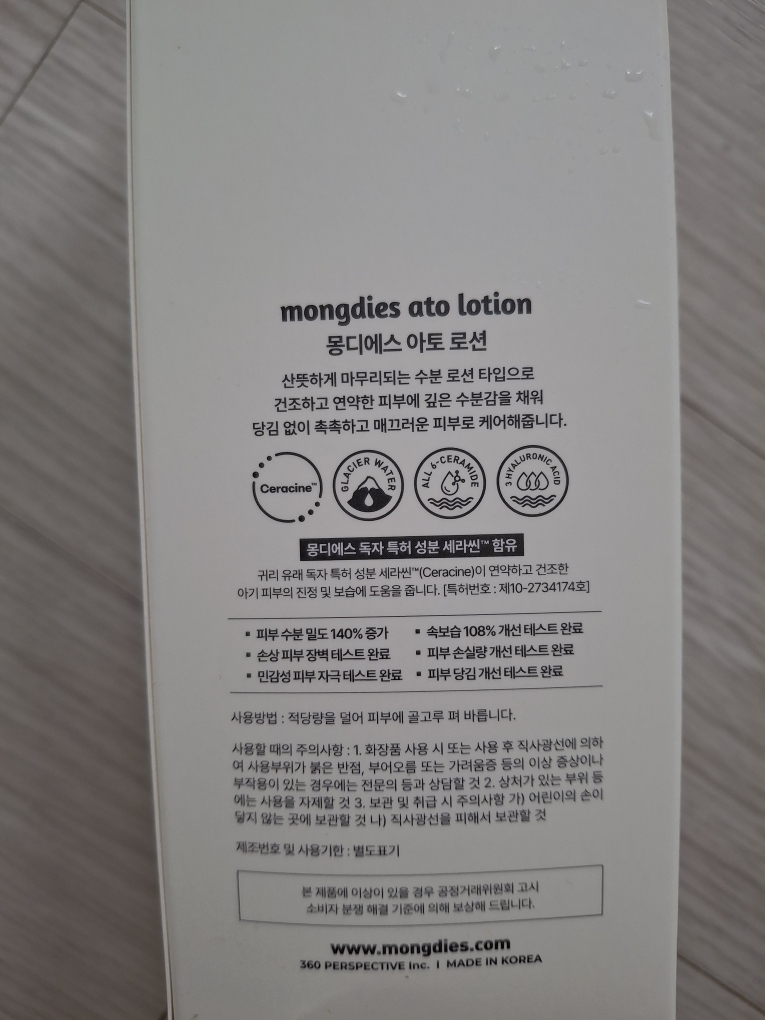 mongdies ato lotion
몽디에스 아토 로션
산뜻하게 마무리되는 수분 로션 타입으로
건조하고 연약한 피부에 깊은 수분감을 채워
당김 없이 촉촉하고 매끄러운 피부로 케어해줍니다.
Ceracine™
GLACIER WATER
ALL 6-CERAMIDE
3 HYALURONIC ACID
몽디에스 독자 특허 성분 세라씬™ 함유
귀리 유래 독자 특허 성분 세라씬™(Ceracine)이 연약하고 건조한
아기 피부의 진정 및 보습에 도움을 줍니다. [특허번호 : 제10-2734174호]
▪ 피부 수분 밀도 140% 증가 ▪ 속보습 108% 개선 테스트 완료
▪ 손상 피부 장벽 테스트 완료 ▪ 피부 손실량 개선 테스트 완료
▪ 민감성 피부 자극 테스트 완료 ▪ 피부 당김 개선 테스트 완료
사용방법 : 적당량을 덜어 피부에 골고루 펴 바릅니다.
사용할 때의 주의사항 : 1. 화장품 사용 시 또는 사용 후 직사광선에 의하
여 사용부위가 붉은 반점, 부어오름 또는 가려움증 등의 이상 증상이나
부작용이 있는 경우에는 전문의 등과 상담할 것 2. 상처가 있는 부위 등
에는 사용을 자제할 것 3. 보관 및 취급 시 주의사항 가) 어린이의 손이
닿지 않는 곳에 보관할 것 나) 직사광선을 피해서 보관할 것
제조번호 및 사용기한 : 별도표기
본 제품에 이상이 있을 경우 공정거래위원회 고시
소비자 분쟁 해결 기준에 의해 보상해 드립니다.
www.mongdies.com
360 PERSPECTIVE Inc. I MADE IN KOREA